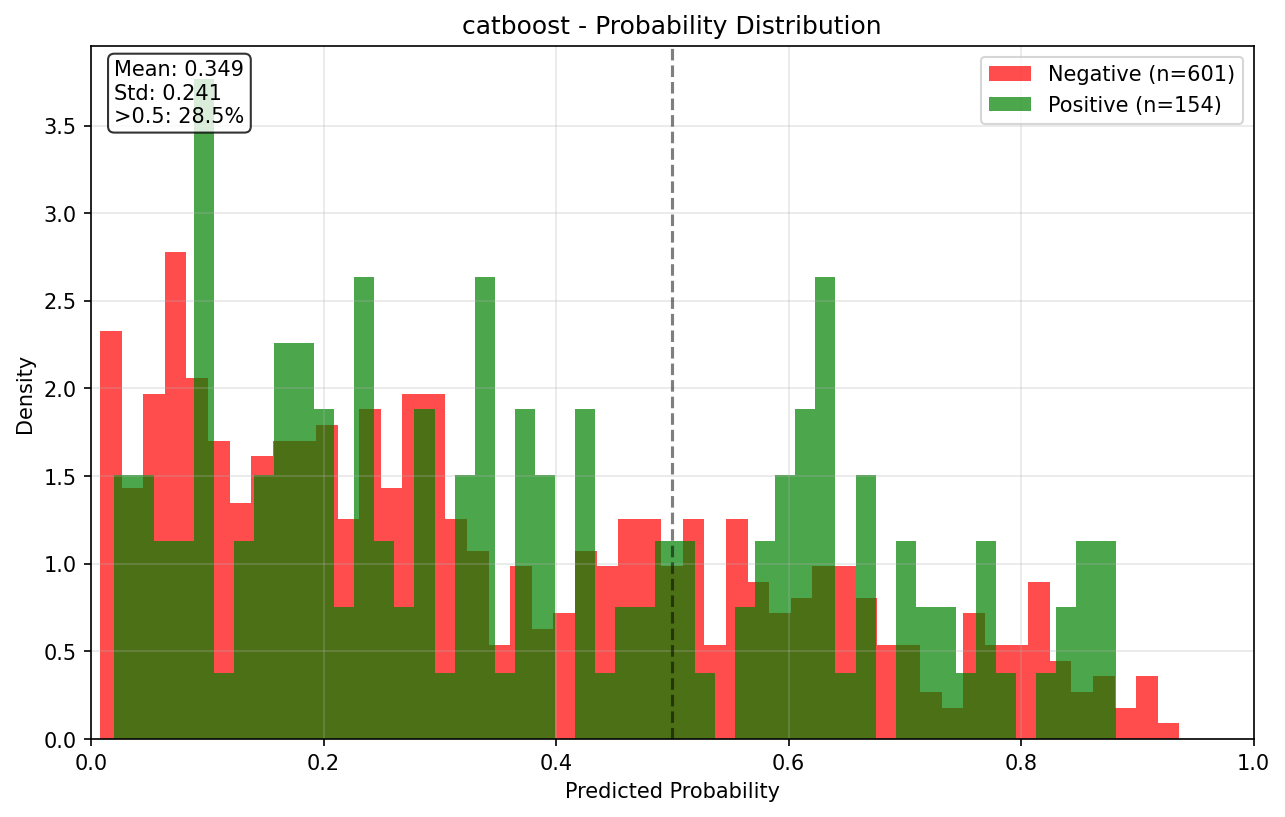 catboost - Probability Distribution
Mean: 0.349
Std: 0.241
>0.5: 28.5%
Negative (n=601)
Positive (n=154)
3.5
3.0
2.5
2.0
1.5
1.0
0.5
0.0
Density
0.0 0.2 0.4 0.6 0.8 1.0
Predicted Probability